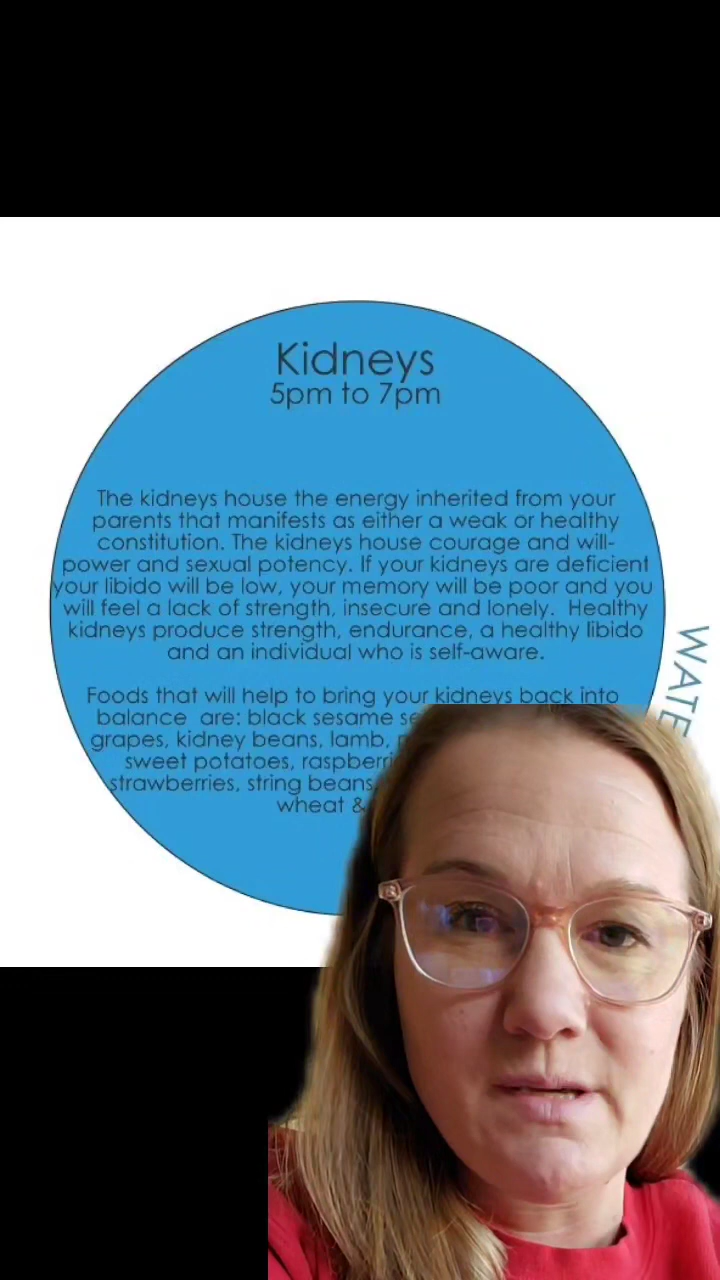 Kidneys
5pm to 7pm
The kidneys house the energy inherited from your
parents that manifests as either a weak or healthy
constitution. The kidneys house courage and will-
power and sexual potency. If your kidneys are deficient
your libido will be low, your memory will be poor and you
will feel a lack of strength, insecure and lonely. Healthy
kidneys produce strength, endurance, a healthy libido
and an individual who is self-aware.
Foods that will help to bring your kidneys back into
balance are: black sesame
grapes, kidney beans, lamb,
sweet potatoes,
strawberries, string beans,
wheat &